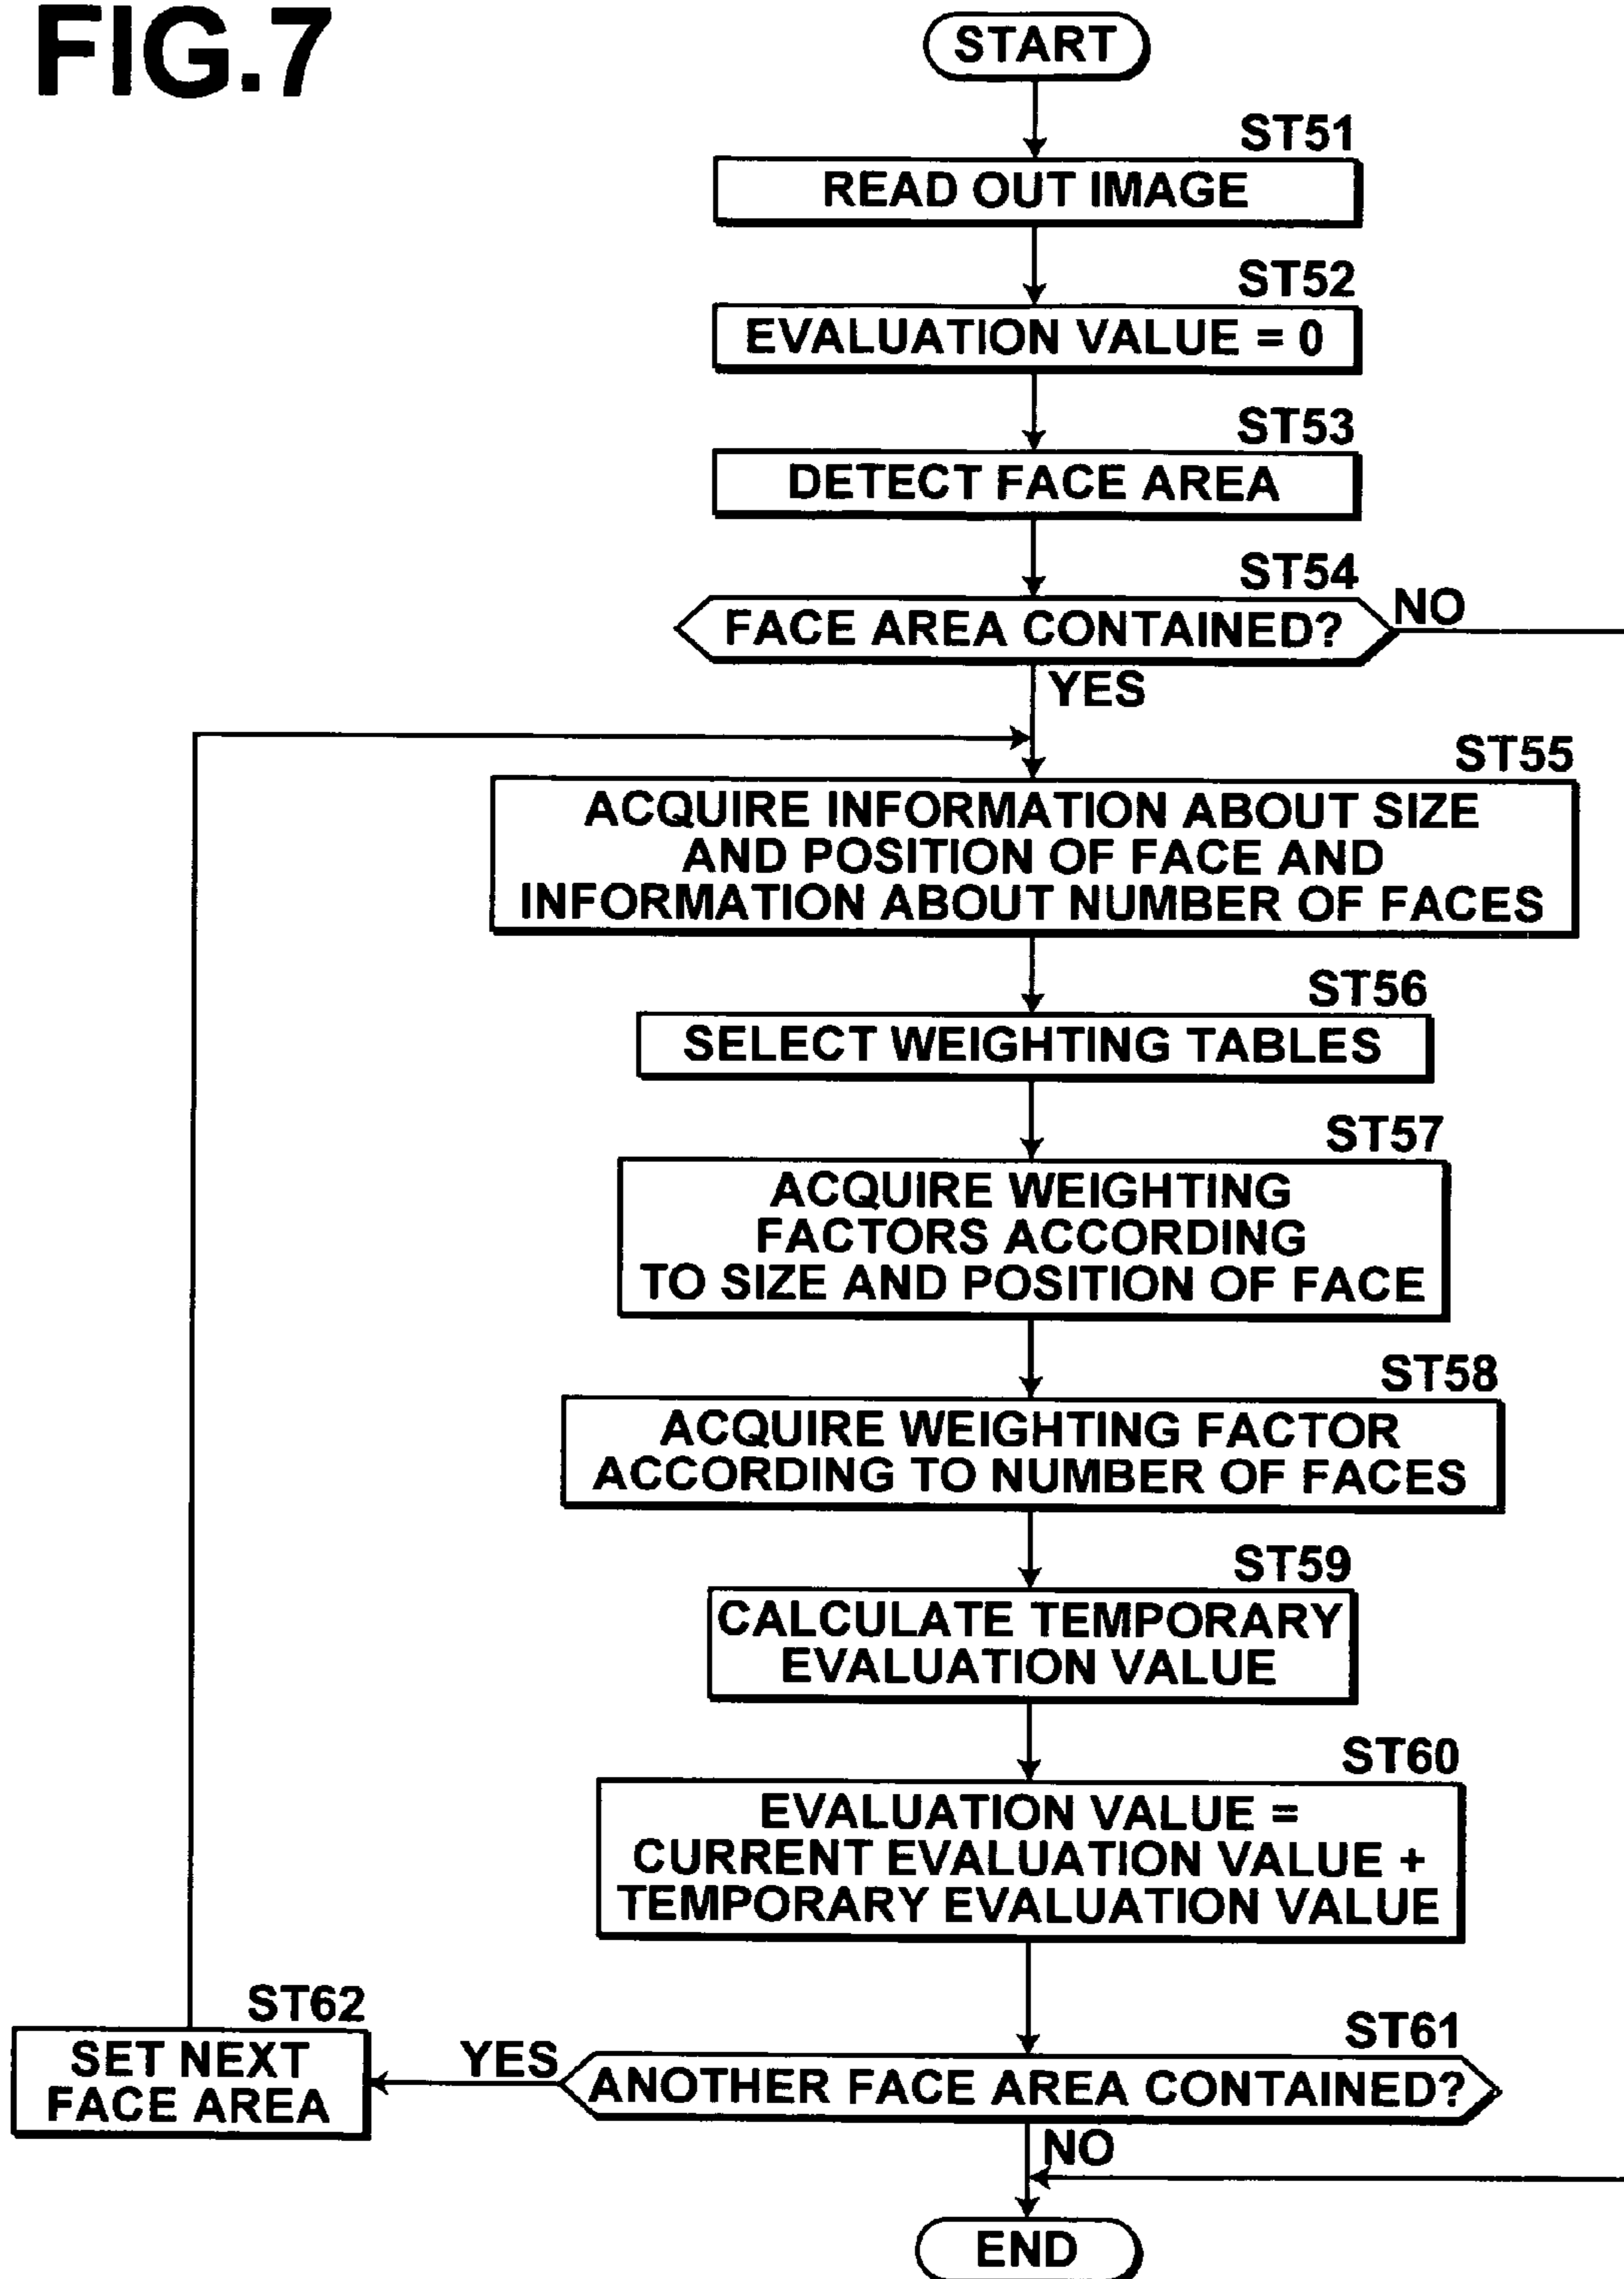 FIG.7
START
ST51
READ OUT IMAGE
ST52
EVALUATION VALUE = 0
ST53
DETECT FACE AREA
ST54
FACE AREA CONTAINED?
NO
YES
ST55
ACQUIRE INFORMATION ABOUT SIZE
AND POSITION OF FACE AND
INFORMATION ABOUT NUMBER OF FACES
ST56
SELECT WEIGHTING TABLES
ST57
ACQUIRE WEIGHTING
FACTORS ACCORDING
TO SIZE AND POSITION OF FACE
ST58
ACQUIRE WEIGHTING FACTOR
ACCORDING TO NUMBER OF FACES
ST59
CALCULATE TEMPORARY
EVALUATION VALUE
ST60
EVALUATION VALUE =
CURRENT EVALUATION VALUE +
TEMPORARY EVALUATION VALUE
ST61
ANOTHER FACE AREA CONTAINED?
YES
ST62
SET NEXT
FACE AREA
NO
END